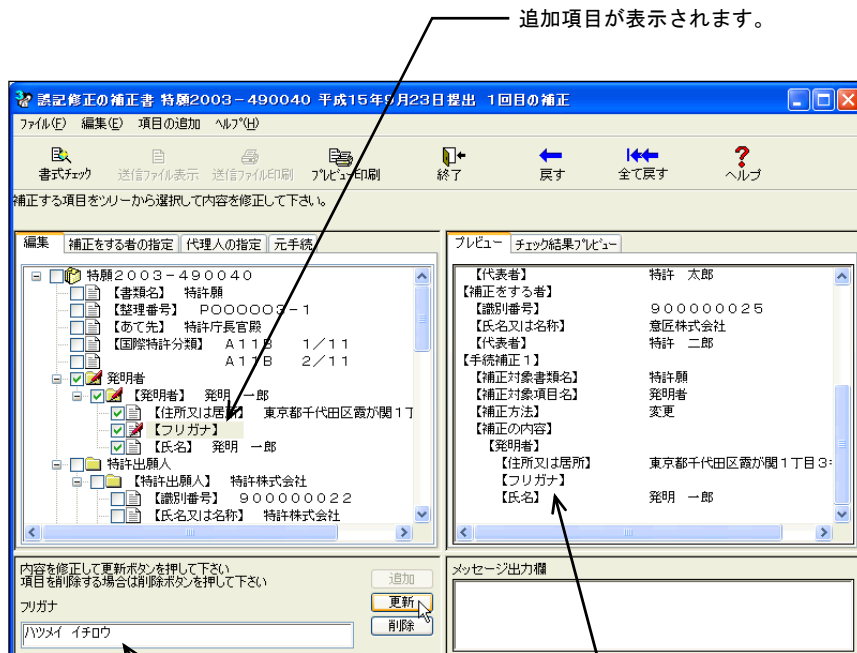 追加項目が表示されます。
誤記修正の補正書 特願2003-490040 平成15年9月23日提出 1回目の補正
ファイル(F) 編集(E) 項目の追加 ヘルプ(H)
書式チェック 送信ファイル表示 送信ファイル印刷 プレビュー印刷 終了 戻す 全て戻す ヘルプ
補正する項目をツリーから選択して内容を修正して下さい。
編集 補正をする者の指定 代理人の指定 元手続
特願2003-490040
【書類名】 特許願
【整理番号】 P000003-1
【あて先】 特許庁長官殿
【国際特許分類】 A11B 1/11
A11B 2/11
発明者
【発明者】 発明 一郎
【住所又は居所】 東京都千代田区霞が関1丁
【フリガナ】
【氏名】 発明 一郎
特許出願人
【特許出願人】 特許株式会社
【識別番号】 900000022
【氏名又は名称】 特許株式会社
プレビュー チェック結果プレビュー
【代表者】 特許 太郎
【補正をする者】
【識別番号】 900000025
【氏名又は名称】 意匠株式会社
【代表者】 特許 二郎
【手続補正1】
【補正対象書類名】 特許願
【補正対象項目名】 発明者
【補正方法】 変更
【補正の内容】
【発明者】
【住所又は居所】 東京都千代田区霞が関1丁目3
【フリガナ】
【氏名】 発明 一郎
内容を修正して更新ボタンを押して下さい
項目を削除する場合は削除ボタンを押して下さい
追加
フリガナ
更新
削除
ハツメイ イチロウ
メッセージ出力欄